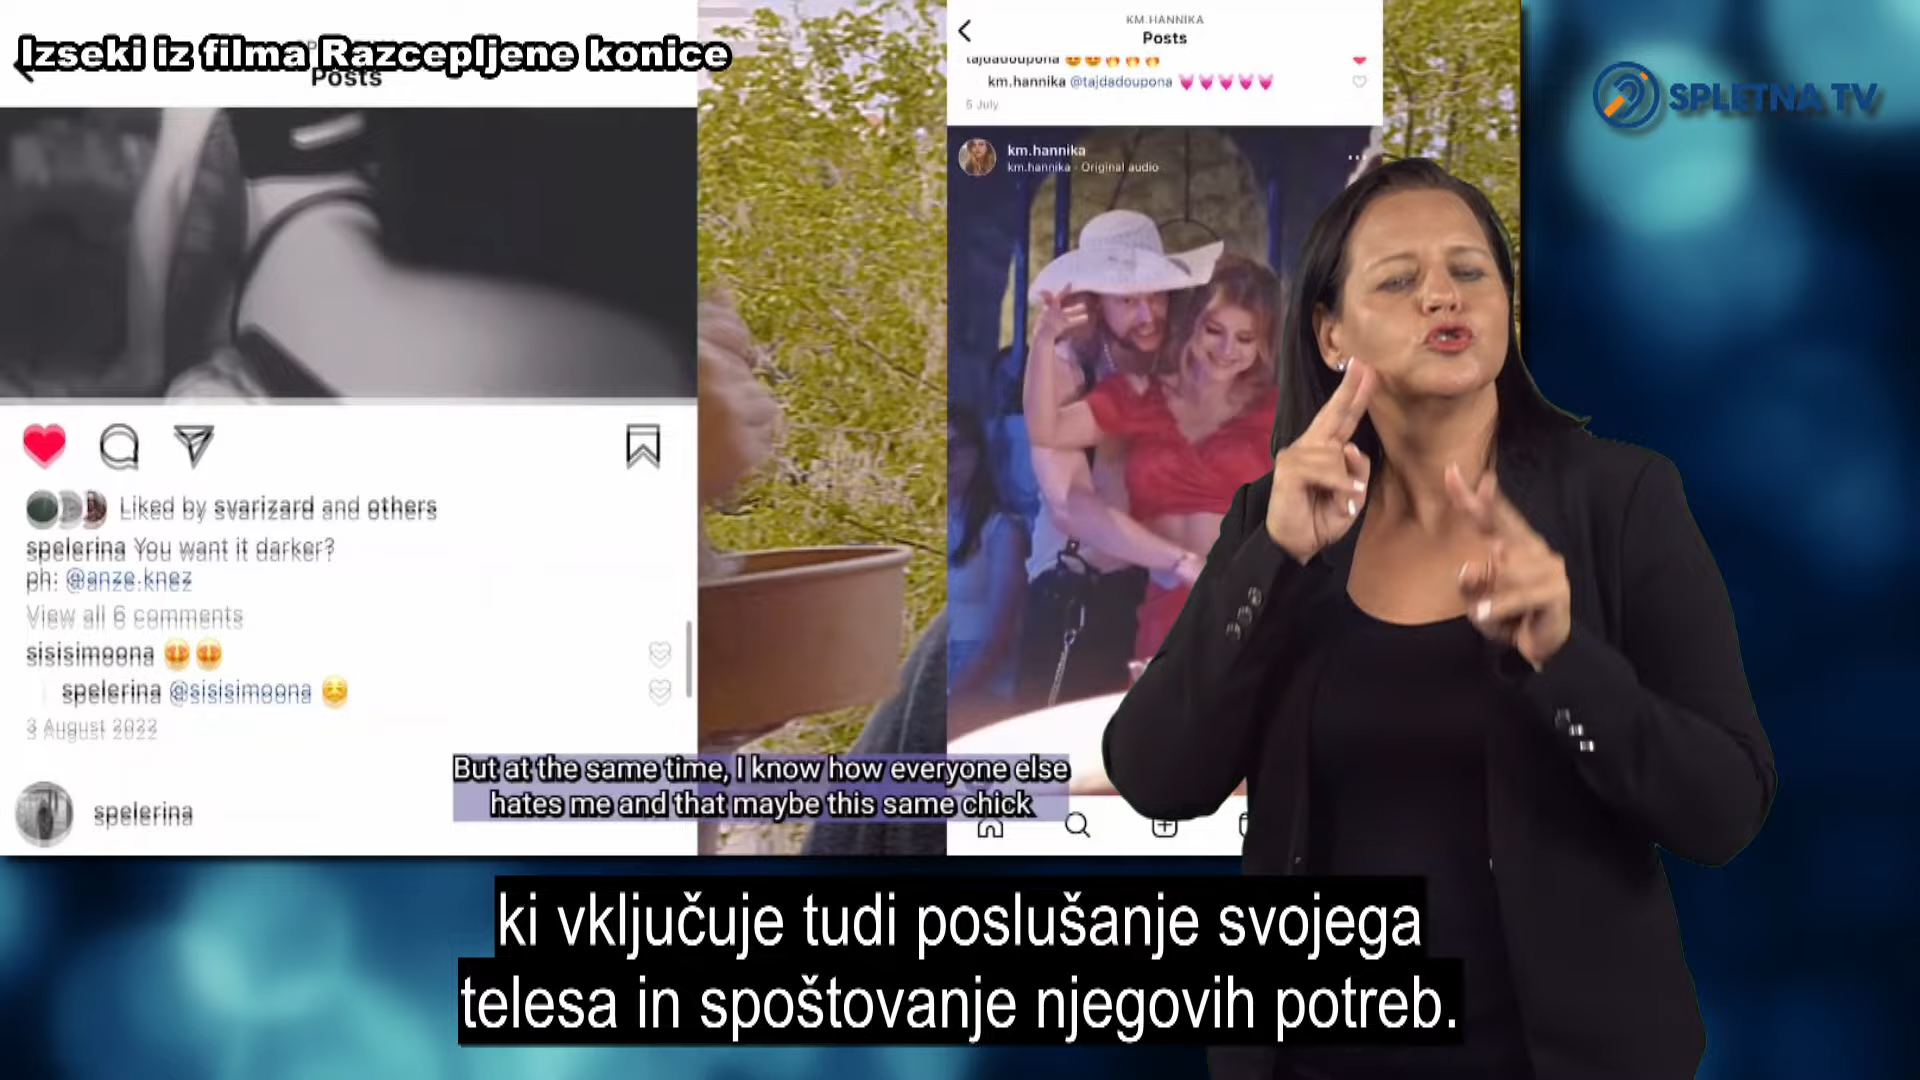 Izseki iz filma Razcepljene konice
Posts
Liked by svarizard and others
spelerina You want it darker?
ph: @anze.knez
View all 6 comments
sisisimoona
spelerina @sisisimoona
3 August 2022
spelerina
KM.HANNIKA
Posts
tajdadoupona
km.hannika @tajdadoupona
5 July
km.hannika
km.hannika · Original audio
SPLETNA TV
But at the same time, I know how everyone else
hates me and that maybe this same chick
ki vključuje tudi poslušanje svojega
telesa in spoštovanje njegovih potreb.